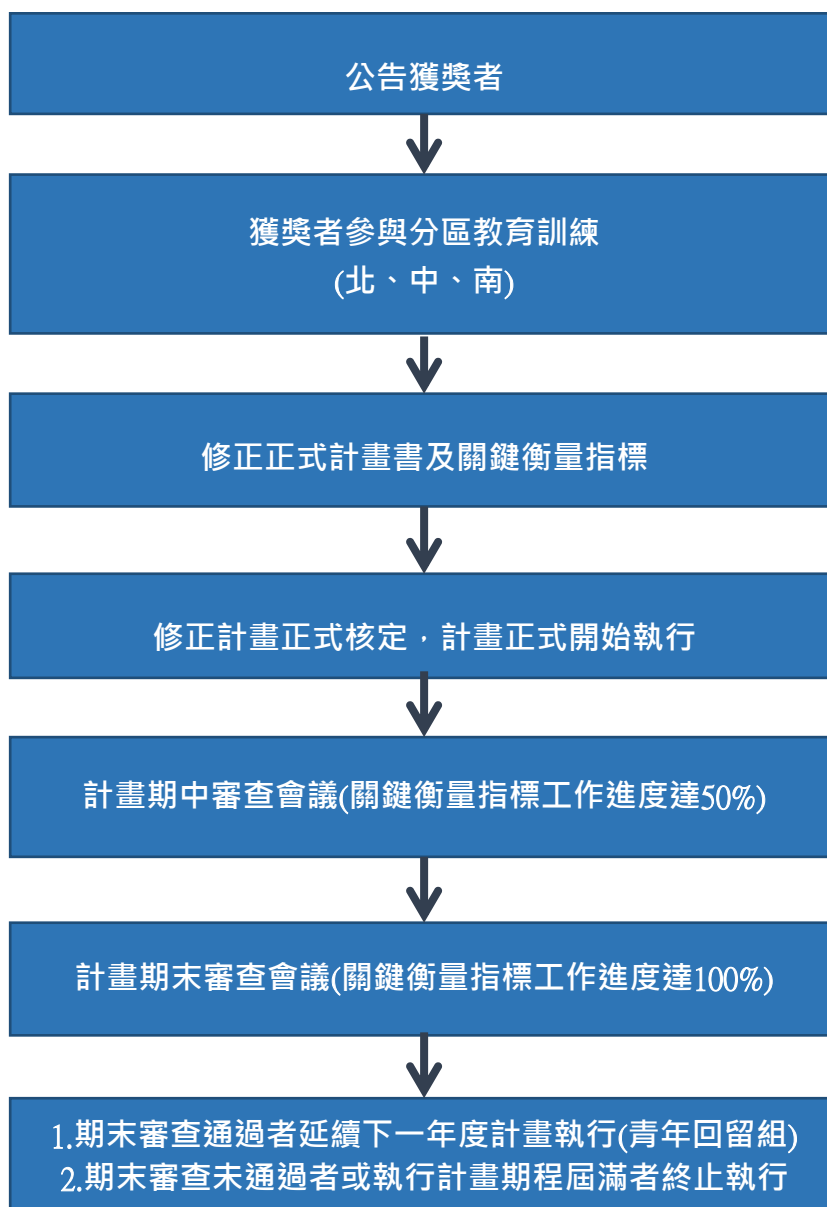 公告獲獎者
獲獎者參與分區教育訓練
(北、中、南)
修正正式計畫書及關鍵衡量指標
修正計畫正式核定，計畫正式開始執行
計畫期中審查會議(關鍵衡量指標工作進度達50%)
計畫期末審查會議(關鍵衡量指標工作進度達100%)
1.期末審查通過者延續下一年度計畫執行(青年回留組)
2.期末審查未通過者或執行計畫期程屆滿者終止執行